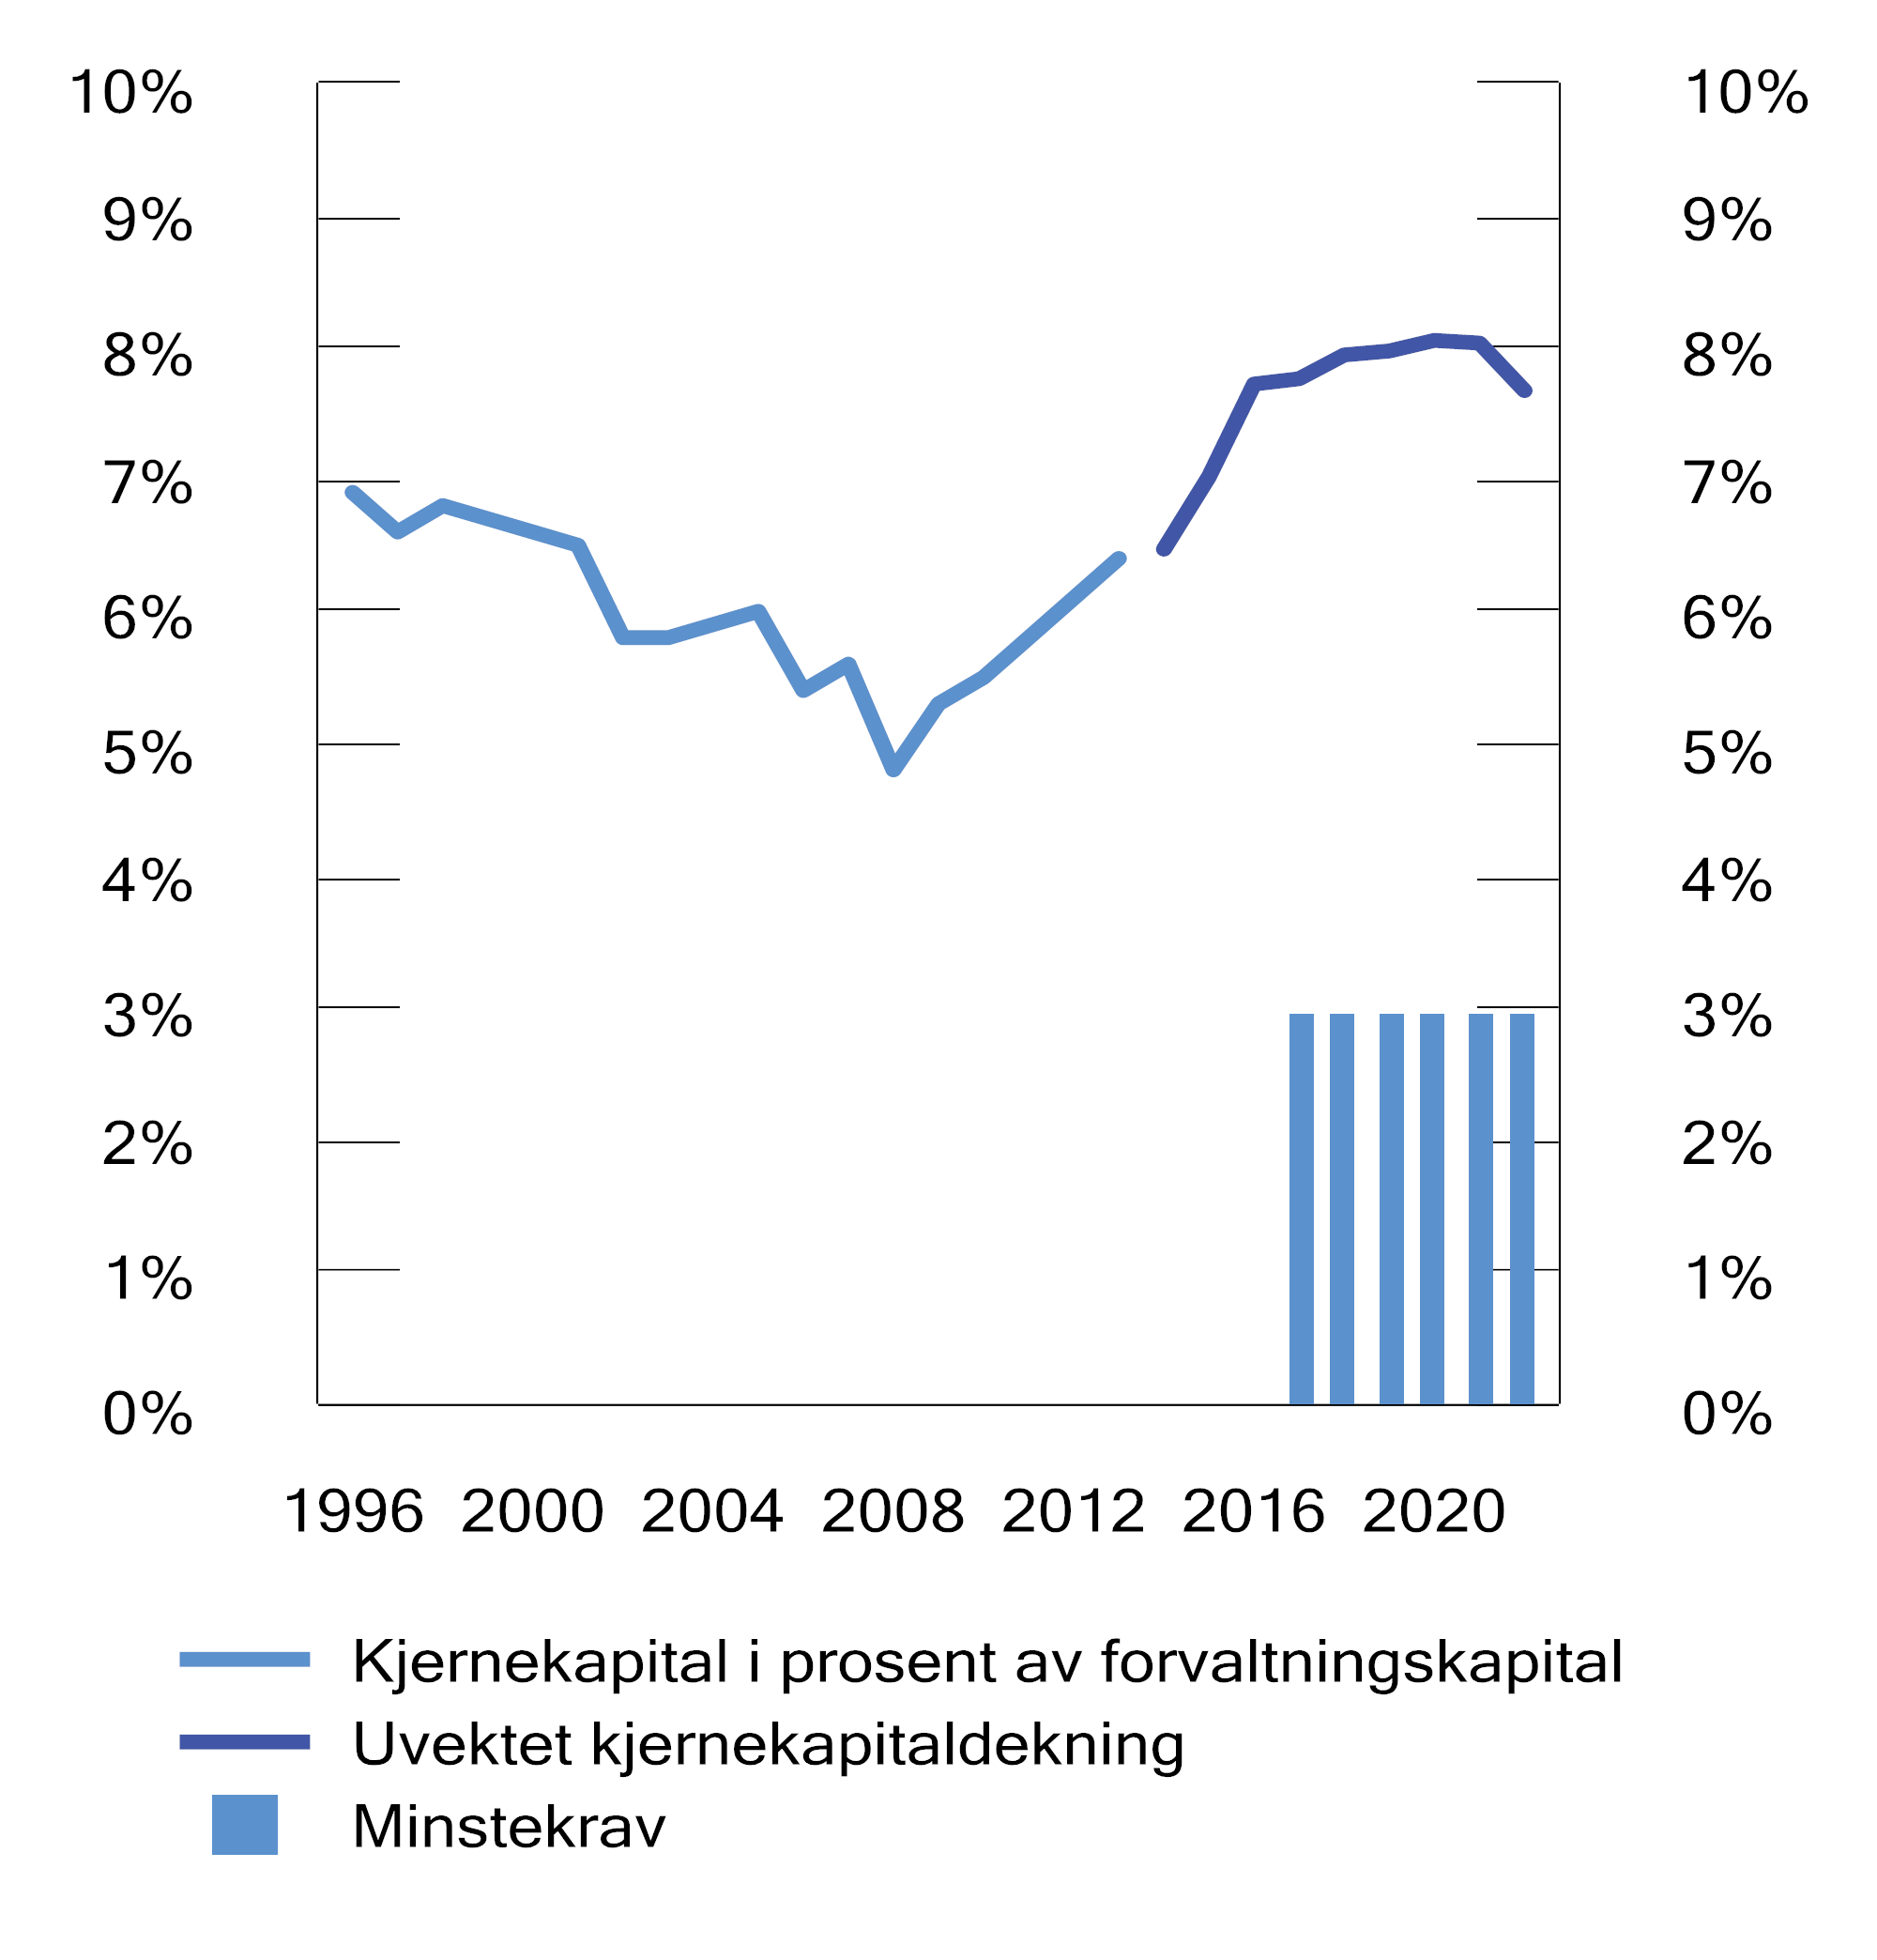 10% 10%
9% 9%
8% 8%
7% 7%
6% 6%
5% 5%
4% 4%
3% 3%
2% 2%
1% 1%
0% 0%
1996 2000 2004 2008 2012 2016 2020
Kjernekapital i prosent av forvaltningskapital
Uvektet kjernekapitaldekning
Minstekrav